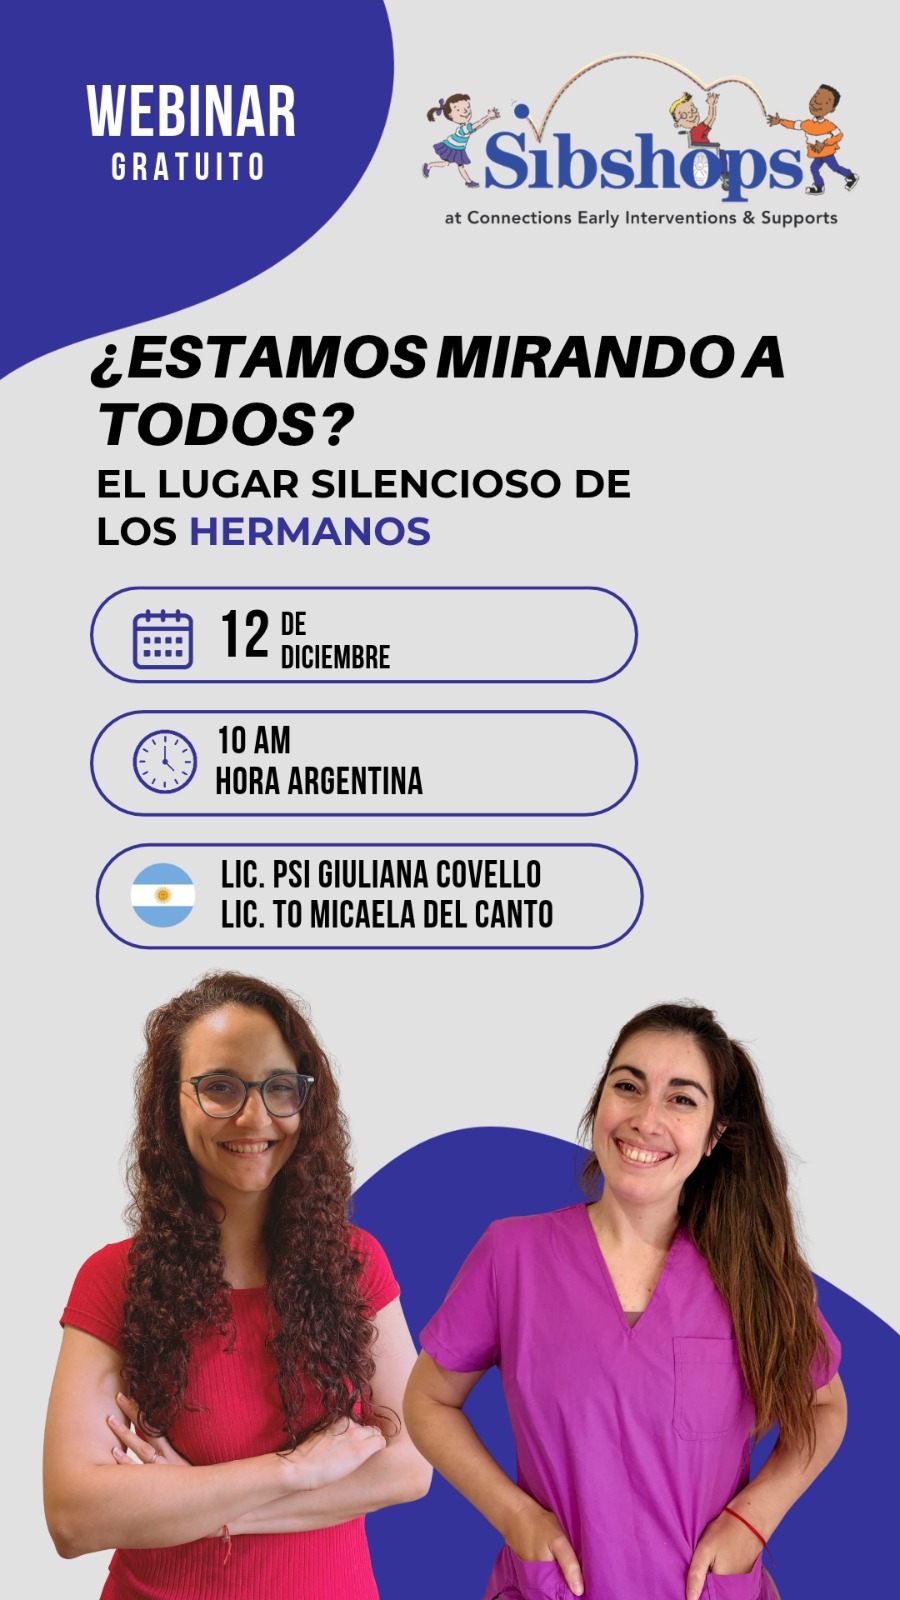 WEBINAR
GRATUITO
Sibshops
at Connections Early Interventions & Supports
¿ESTAMOS MIRANDO A
TODOS?
EL LUGAR SILENCIOSO DE
LOS HERMANOS
12 DE
DICIEMBRE
10 AM
HORA ARGENTINA
LIC. PSI GIULIANA COVELLO
LIC. TO MICAELA DEL CANTO